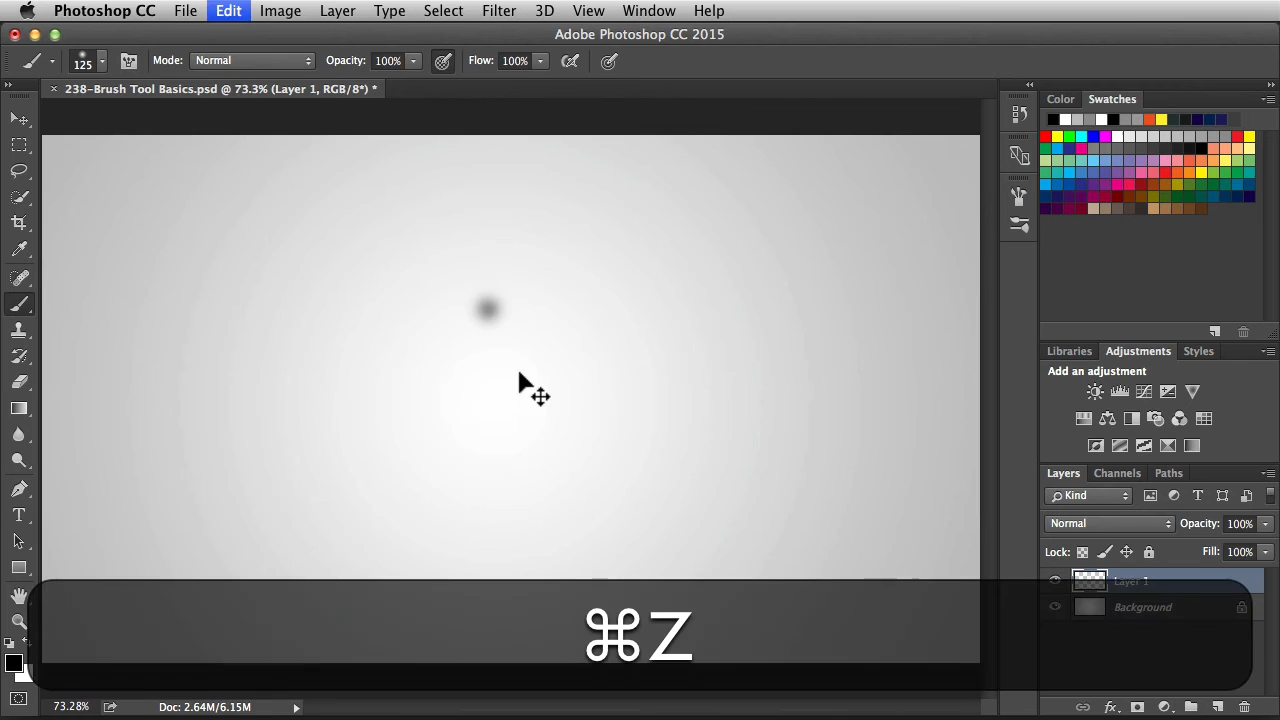 Photoshop CC File Edit Image Layer Type Select Filter 3D View Window Help
Adobe Photoshop CC 2015
125 Mode: Normal Opacity: 100% Flow: 100%
× 238-Brush Tool Basics.psd @ 73.3% (Layer 1, RGB/8*) *
Color Swatches
Libraries Adjustments Styles
Add an adjustment
Layers Channels Paths
Kind
Normal Opacity: 100%
Lock: Fill: 100%
Layer 1
Background
⌘Z
73.28% Doc: 2.64M/6.15M